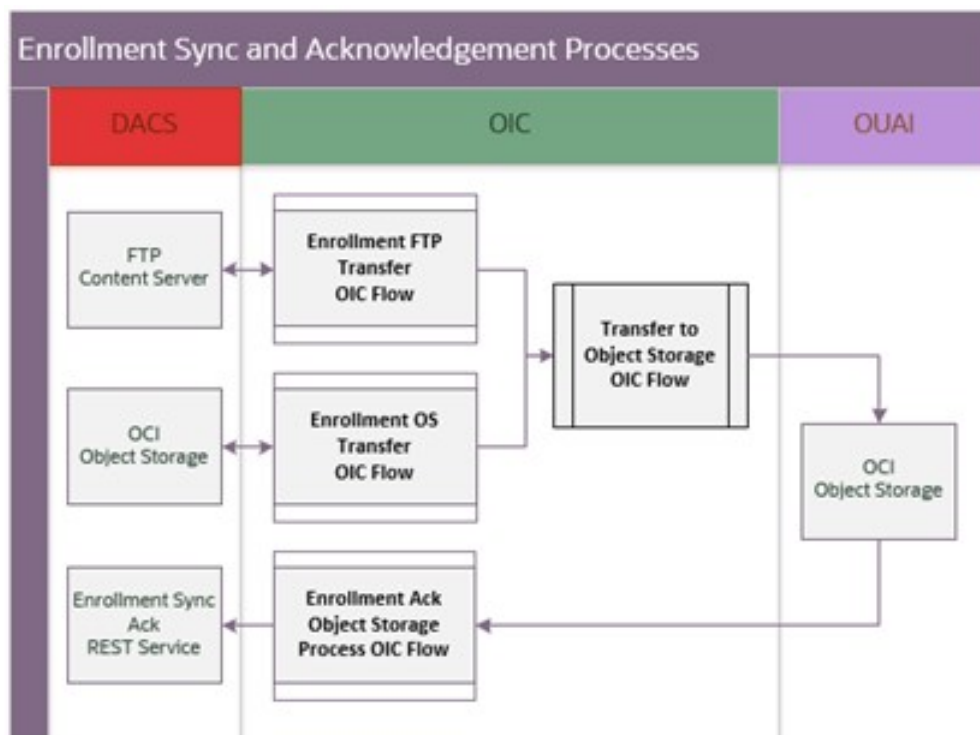 Enrollment Sync and Acknowledgement Processes
DACS
OIC
OUAI
FTP
Content Server
Enrollment FTP
Transfer
OIC Flow
Transfer to
Object Storage
OIC Flow
OCI
Object Storage
Enrollment OS
Transfer
OIC Flow
OCI
Object Storage
Enrollment Sync
Ack
REST Service
Enrollment Ack
Object Storage
Process OIC Flow